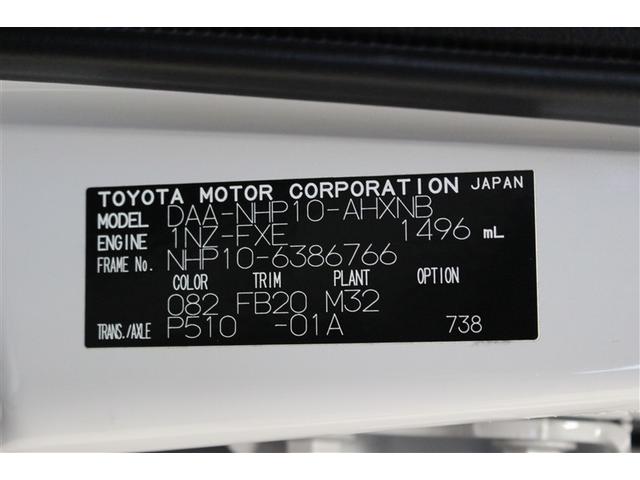 TOYOTA MOTOR CORPORATION JAPAN
MODEL DAA-NHP10-AHXNB
ENGINE 1NZ-FXE 1496 mL
FRAME No. NHP10-6386766
COLOR TRIM PLANT OPTION
082 FB20 M32
TRANS./AXLE P510 -01A 738